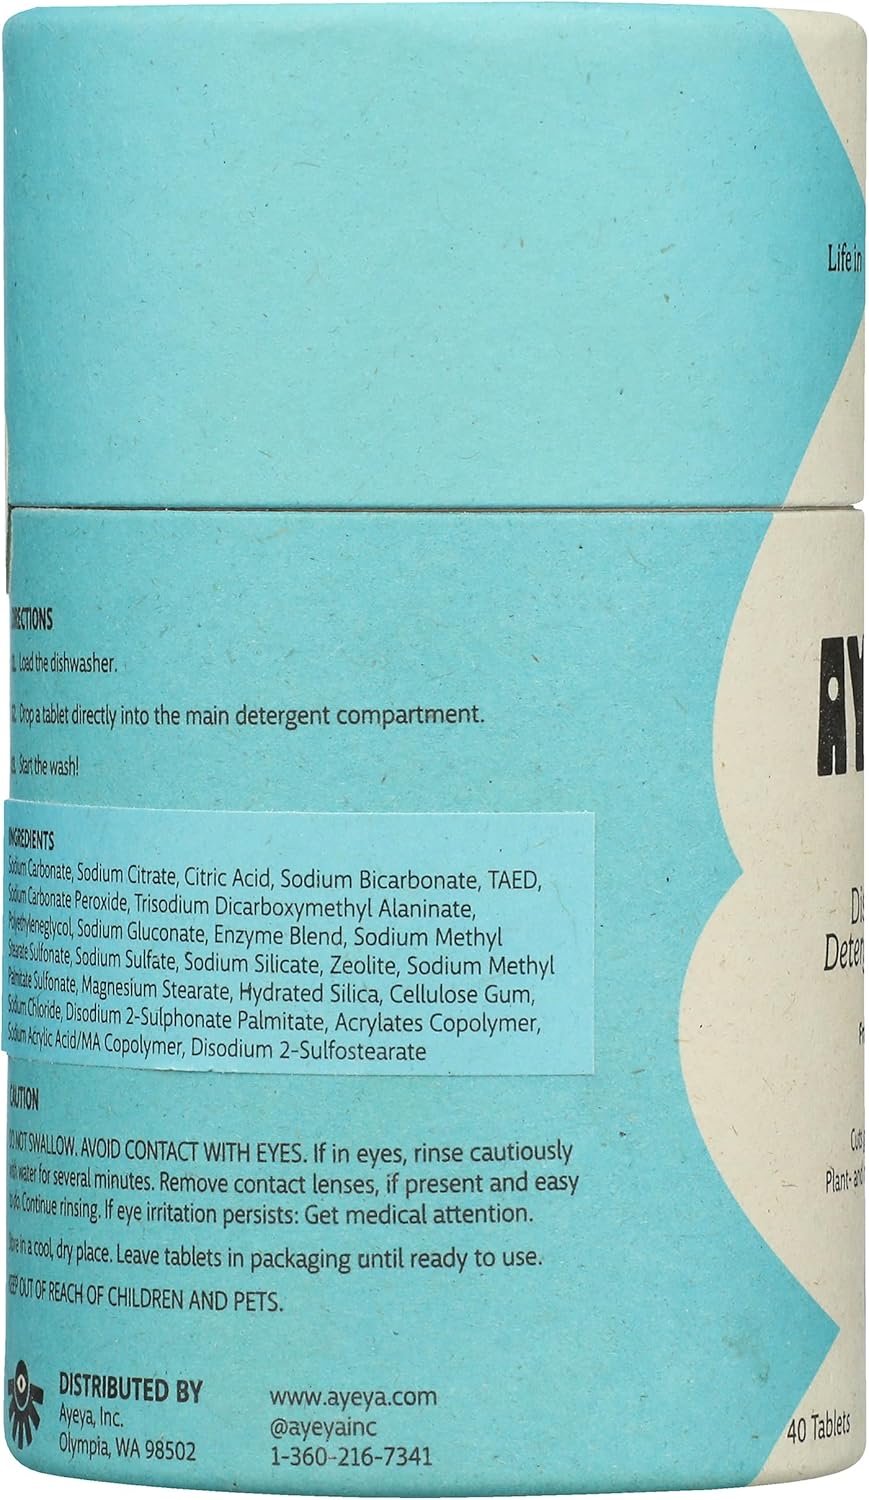 Life in
DIRECTIONS
1. Load the dishwasher.
2. Drop a tablet directly into the main detergent compartment.
3. Start the wash!
INGREDIENTS
Sodium Carbonate, Sodium Citrate, Citric Acid, Sodium Bicarbonate, TAED,
Sodium Carbonate Peroxide, Trisodium Dicarboxymethyl Alaninate,
Polyethyleneglycol, Sodium Gluconate, Enzyme Blend, Sodium Methyl
Stearate Sulfonate, Sodium Sulfate, Sodium Silicate, Zeolite, Sodium Methyl
Palmitate Sulfonate, Magnesium Stearate, Hydrated Silica, Cellulose Gum,
Sodium Chloride, Disodium 2-Sulphonate Palmitate, Acrylates Copolymer,
Sodium Acrylic Acid/MA Copolymer, Disodium 2-Sulfostearate
CAUTION
DO NOT SWALLOW. AVOID CONTACT WITH EYES. If in eyes, rinse cautiously
with water for several minutes. Remove contact lenses, if present and easy
to do. Continue rinsing. If eye irritation persists: Get medical attention.
Store in a cool, dry place. Leave tablets in packaging until ready to use.
KEEP OUT OF REACH OF CHILDREN AND PETS.
DISTRIBUTED BY
Ayeya, Inc.
Olympia, WA 98502
www.ayeya.com
@ayeyainc
1-360-216-7341
AY
Dis
Deterg
Cuts
Plant- and
40 Tablets